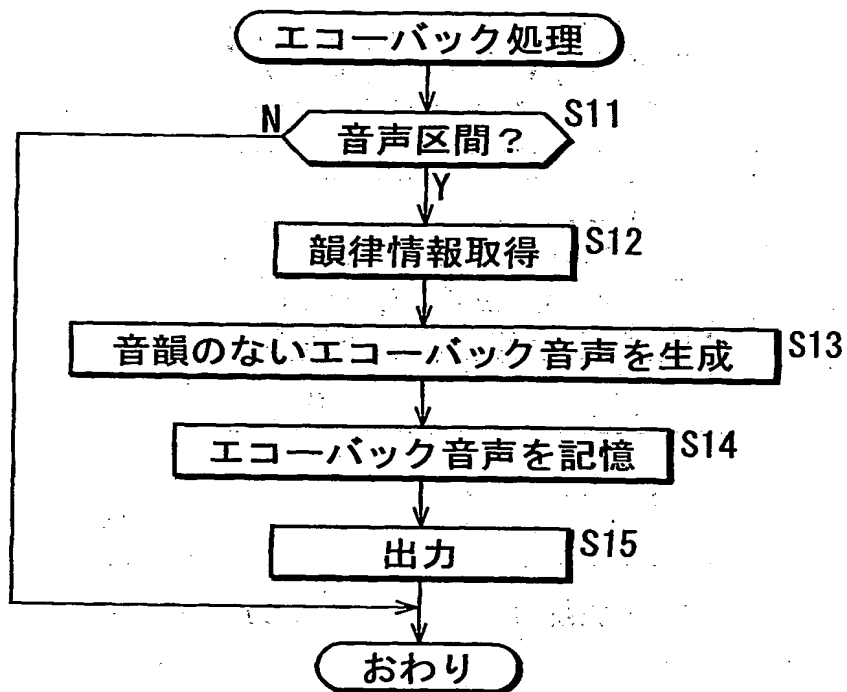 エコーバック処理
S11
N
音声区間?
Y
韻律情報取得 S12
音韻のないエコーバック音声を生成 S13
エコーバック音声を記憶 S14
出力 S15
おわり